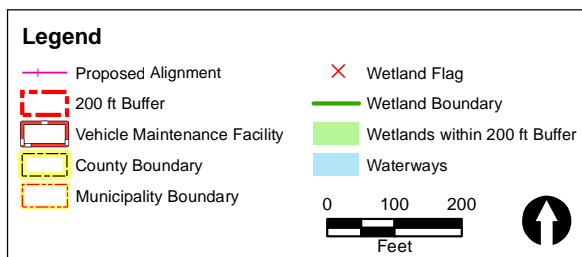 Legend
Proposed Alignment
200 ft Buffer
Vehicle Maintenance Facility
County Boundary
Municipality Boundary
Wetland Flag
Wetland Boundary
Wetlands within 200 ft Buffer
Waterways
0 100 200
Feet